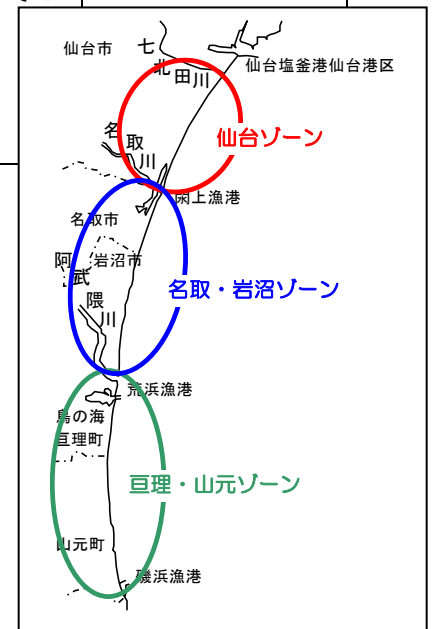 仙台市
七北田川
仙台塩釜港仙台港区
仙台ゾーン
名取川
閖上漁港
名取市
岩沼市
阿武隈川
名取・岩沼ゾーン
荒浜漁港
鳥の海
亘理町
亘理・山元ゾーン
山元町
磯浜漁港